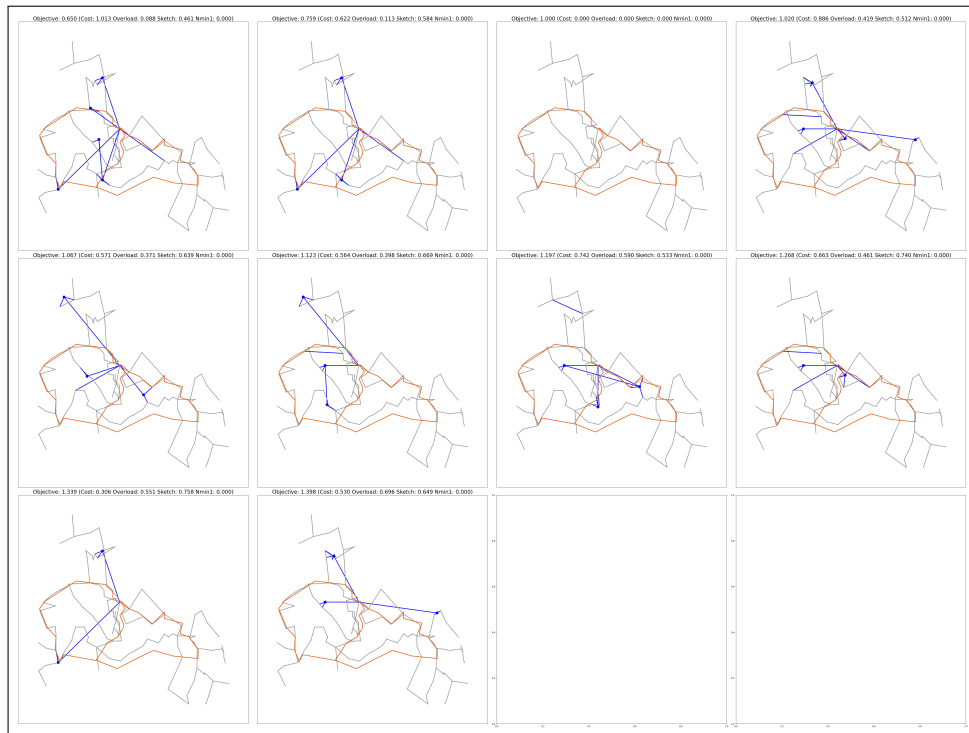 Objective: 0.650 (Cost: 1.013 Overload: 0.088 Sketch: 0.461 Nmin1: 0.000)
Objective: 0.759 (Cost: 0.622 Overload: 0.113 Sketch: 0.584 Nmin1: 0.000)
Objective: 1.000 (Cost: 0.000 Overload: 0.000 Sketch: 0.000 Nmin1: 0.000)
Objective: 1.020 (Cost: 0.886 Overload: 0.419 Sketch: 0.512 Nmin1: 0.000)
Objective: 1.067 (Cost: 0.571 Overload: 0.371 Sketch: 0.639 Nmin1: 0.000)
Objective: 1.123 (Cost: 0.564 Overload: 0.398 Sketch: 0.669 Nmin1: 0.000)
Objective: 1.197 (Cost: 0.742 Overload: 0.590 Sketch: 0.533 Nmin1: 0.000)
Objective: 1.268 (Cost: 0.663 Overload: 0.461 Sketch: 0.740 Nmin1: 0.000)
Objective: 1.339 (Cost: 0.306 Overload: 0.551 Sketch: 0.758 Nmin1: 0.000)
Objective: 1.398 (Cost: 0.530 Overload: 0.696 Sketch: 0.649 Nmin1: 0.000)